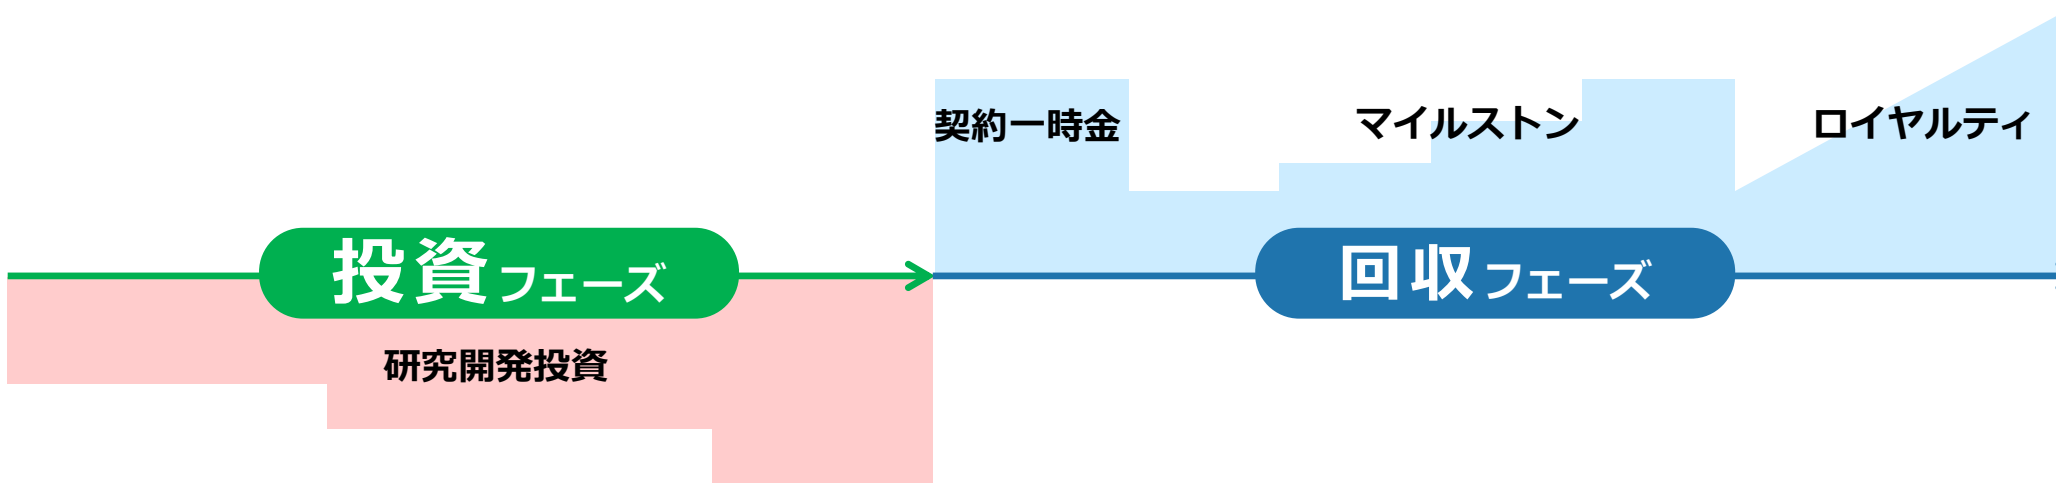 契約一時金
マイルストン
ロイヤルティ
投資フェーズ
回収フェーズ
研究開発投資